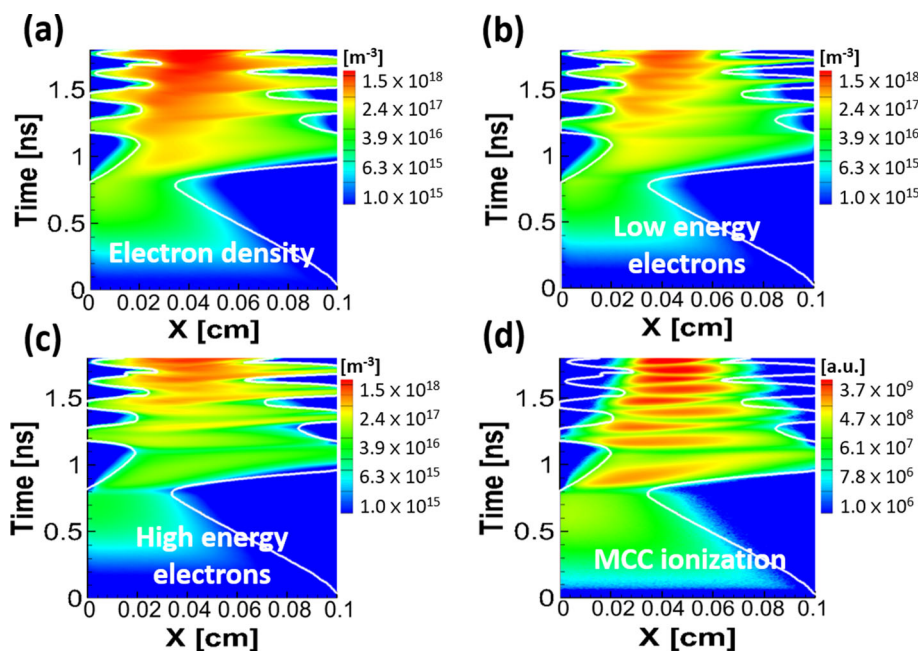 (a)
[m⁻³]
1.5 x 10¹⁸
2.4 x 10¹⁷
3.9 x 10¹⁶
6.3 x 10¹⁵
1.0 x 10¹⁵
Time [ns]
1.5
1
0.5
0
Electron density
0 0.02 0.04 0.06 0.08 0.1
X [cm]
(b)
[m⁻³]
1.5 x 10¹⁸
2.4 x 10¹⁷
3.9 x 10¹⁶
6.3 x 10¹⁵
1.0 x 10¹⁵
Time [ns]
1.5
1
0.5
0
Low energy
electrons
0 0.02 0.04 0.06 0.08 0.1
X [cm]
(c)
[m⁻³]
1.5 x 10¹⁸
2.4 x 10¹⁷
3.9 x 10¹⁶
6.3 x 10¹⁵
1.0 x 10¹⁵
Time [ns]
1.5
1
0.5
0
High energy
electrons
0 0.02 0.04 0.06 0.08 0.1
X [cm]
(d)
[a.u.]
3.7 x 10⁹
4.7 x 10⁸
6.1 x 10⁷
7.8 x 10⁶
1.0 x 10⁶
Time [ns]
1.5
1
0.5
0
MCC ionization
0 0.02 0.04 0.06 0.08 0.1
X [cm]